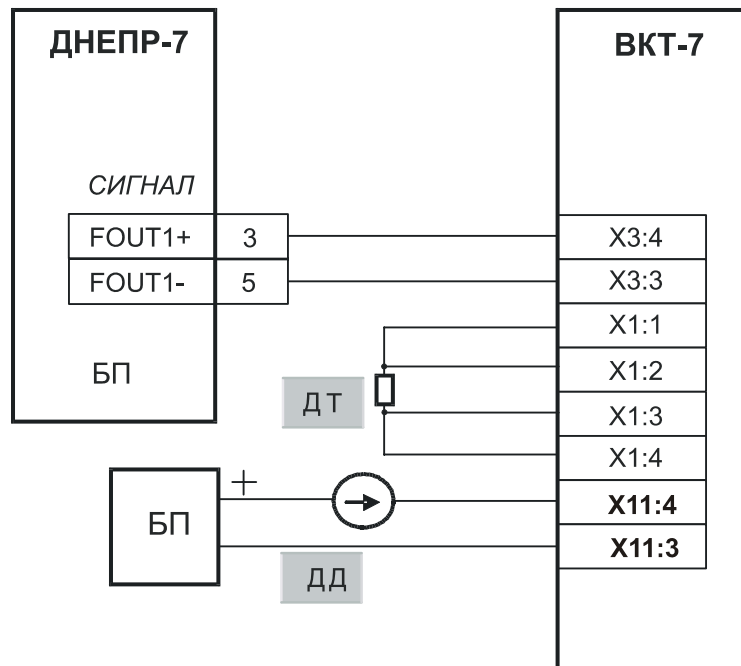 ДНЕПР-7
ВКТ-7
СИГНАЛ
FOUT1+ 3
X3:4
FOUT1- 5
X3:3
X1:1
БП
X1:2
ДТ
X1:3
X1:4
+
БП
X11:4
X11:3
ДД